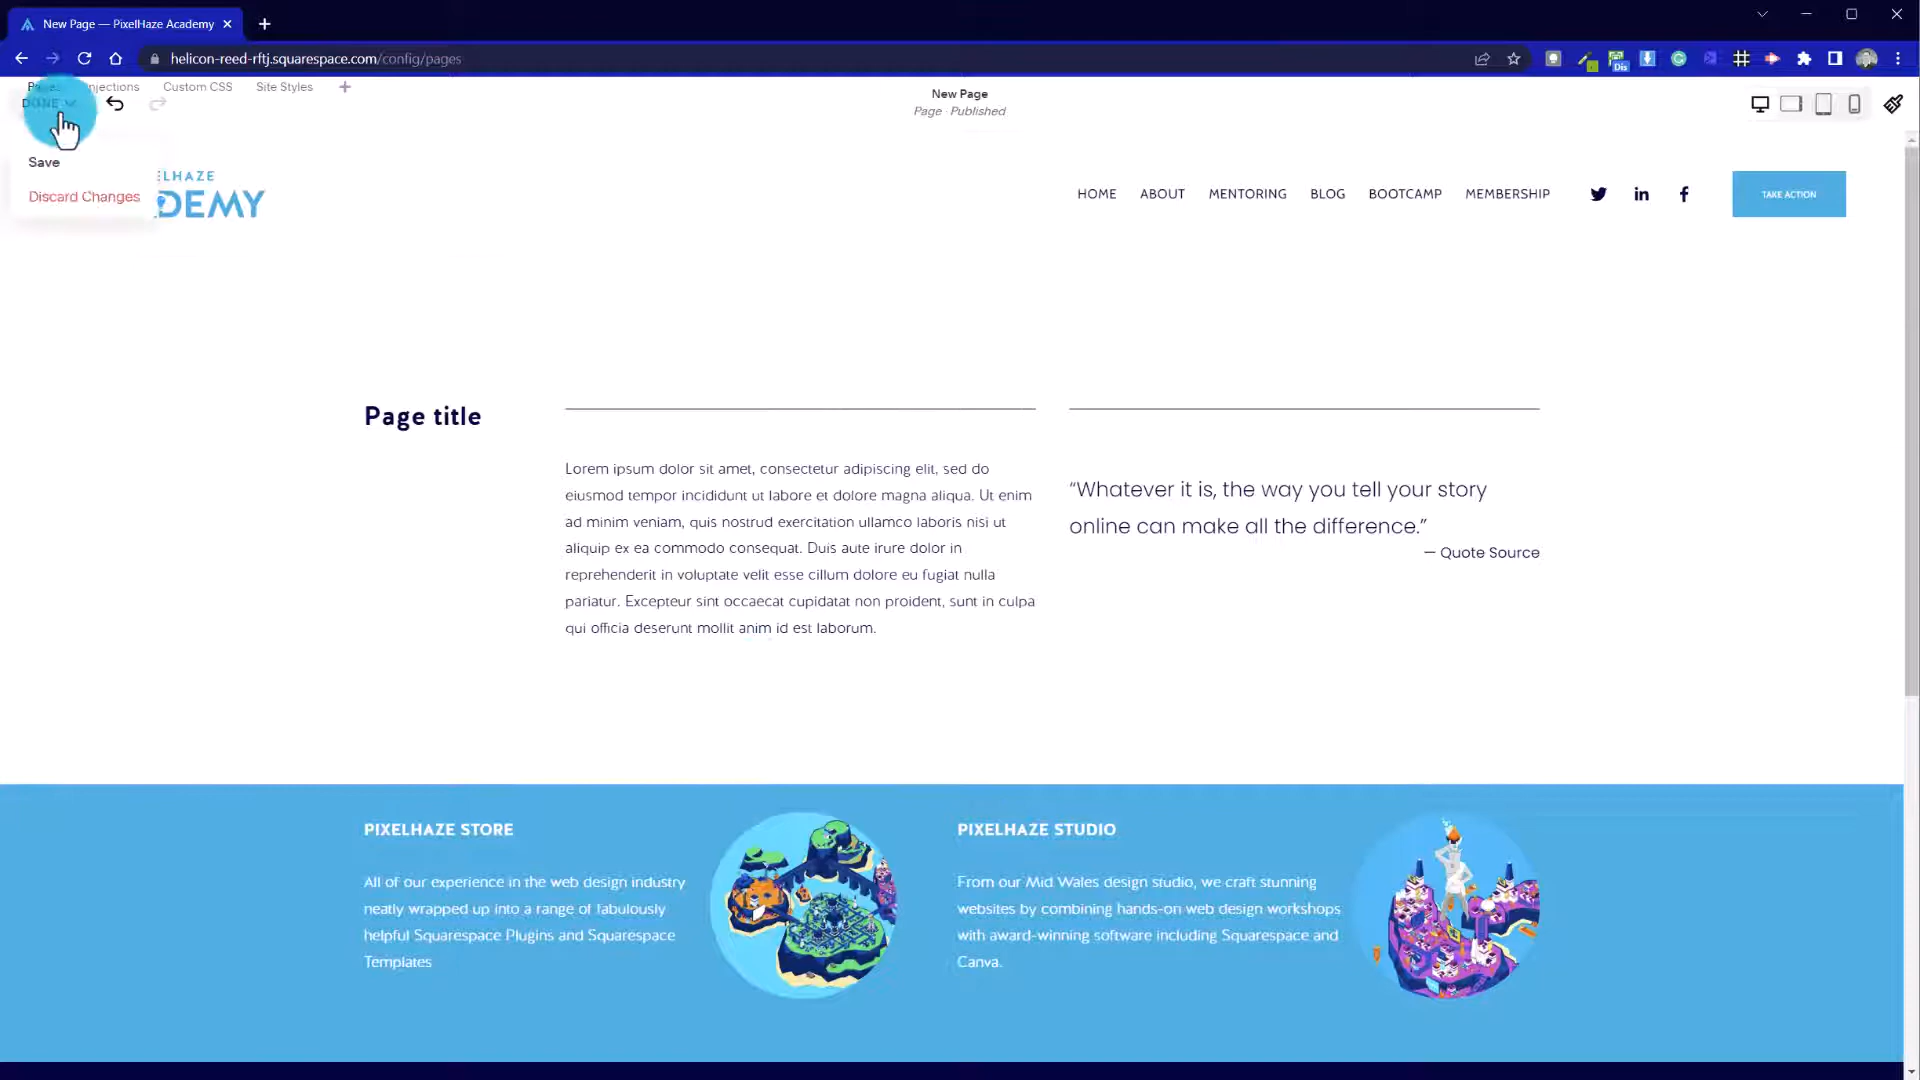 New Page — PixelHaze Academy
helicon-reed-rftj.squarespace.com/config/pages
Custom CSS
Site Styles
DONE
New Page
Page · Published
Save
Discard Changes
HOME
ABOUT
MENTORING
BLOG
BOOTCAMP
MEMBERSHIP
TAKE ACTION
Page title
Lorem ipsum dolor sit amet, consectetur adipiscing elit, sed do
eiusmod tempor incididunt ut labore et dolore magna aliqua. Ut enim
ad minim veniam, quis nostrud exercitation ullamco laboris nisi ut
aliquip ex ea commodo consequat. Duis aute irure dolor in
reprehenderit in voluptate velit esse cillum dolore eu fugiat nulla
pariatur. Excepteur sint occaecat cupidatat non proident, sunt in culpa
qui officia deserunt mollit anim id est laborum.
“Whatever it is, the way you tell your story
online can make all the difference.”
— Quote Source
PIXELHAZE STORE
All of our experience in the web design industry
neatly wrapped up into a range of fabulously
helpful Squarespace Plugins and Squarespace
Templates
PIXELHAZE STUDIO
From our Mid Wales design studio, we craft stunning
websites by combining hands-on web design workshops
with award-winning software including Squarespace and
Canva.